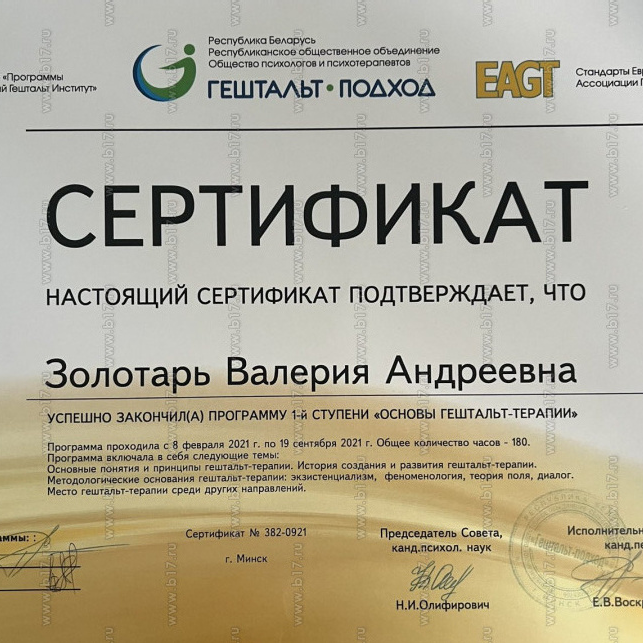 Республика Беларусь
Республиканское общественное объединение
Общество психологов и психотерапевтов
ГЕШТАЛЬТ•ПОДХОД
«Программы
Гештальт Институт»
EAGT
Стандарты
Ассоциации
СЕРТИФИКАТ
НАСТОЯЩИЙ СЕРТИФИКАТ ПОДТВЕРЖДАЕТ, ЧТО
Золотарь Валерия Андреевна
УСПЕШНО ЗАКОНЧИЛ(А) ПРОГРАММУ 1-й СТУПЕНИ «ОСНОВЫ ГЕШТАЛЬТ-ТЕРАПИИ»
Программа проходила с 8 февраля 2021 г. по 19 сентября 2021 г. Общее количество часов - 180.
Программа включала в себя следующие темы:
Основные понятия и принципы гештальт-терапии. История создания и развития гештальт-терапии.
Методологические основания гештальт-терапии: экзистенциализм, феноменология, теория поля, диалог.
Место гештальт-терапии среди других направлений.
Сертификат № 382-0921
г. Минск
Председатель Совета,
канд.психол. наук
Н.И.Олифирович
www.b17.ru